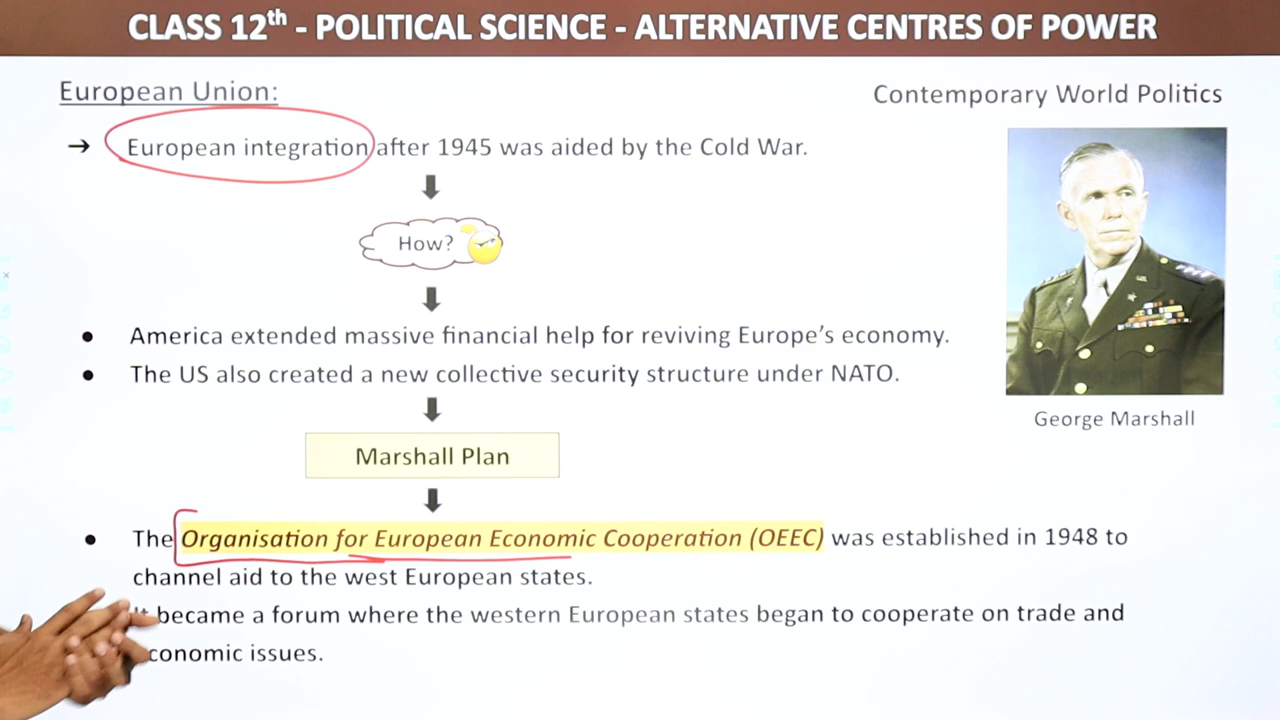 CLASS 12th - POLITICAL SCIENCE - ALTERNATIVE CENTRES OF POWER
European Union:
Contemporary World Politics
→ European integration after 1945 was aided by the Cold War.
How?
● America extended massive financial help for reviving Europe's economy.
● The US also created a new collective security structure under NATO.
George Marshall
Marshall Plan
● The Organisation for European Economic Cooperation (OEEC) was established in 1948 to
channel aid to the west European states.
became a forum where the western European states began to cooperate on trade and
issues.